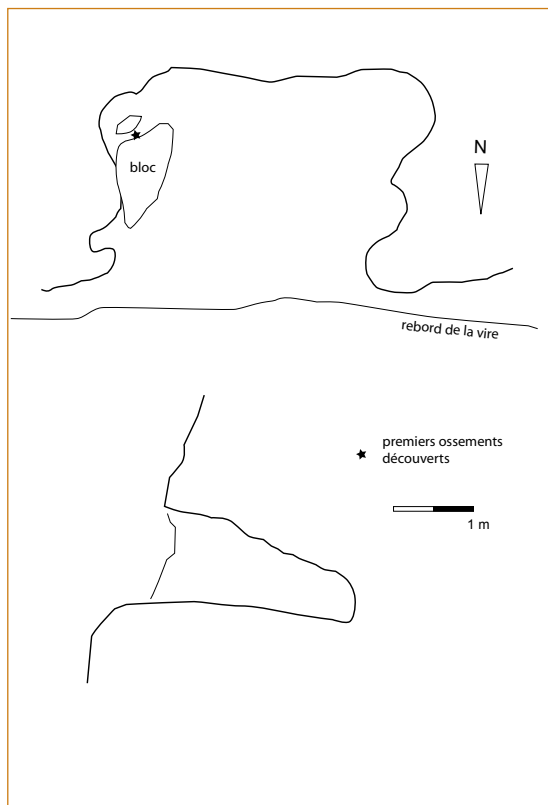 N
bloc
rebord de la vire
premiers ossements
découverts
1 m